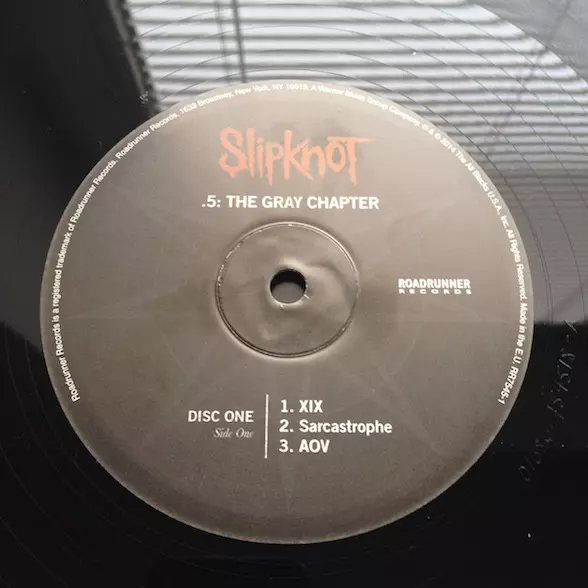 Roadrunner Records is a registered trademark of Roadrunner Records. Roadrunner Records, 1633 Broadway, New York, NY 10019. A Warner Music Group Company. ℗ & © 2014 The All Blacks U.S.A., Inc. All Rights Reserved. Made in the E.U. RR7545-1
Slipknot
.5: THE GRAY CHAPTER
ROADRUNNER
RECORDS
DISC ONE
Side One
1. XIX
2. Sarcastrophe
3. AOV